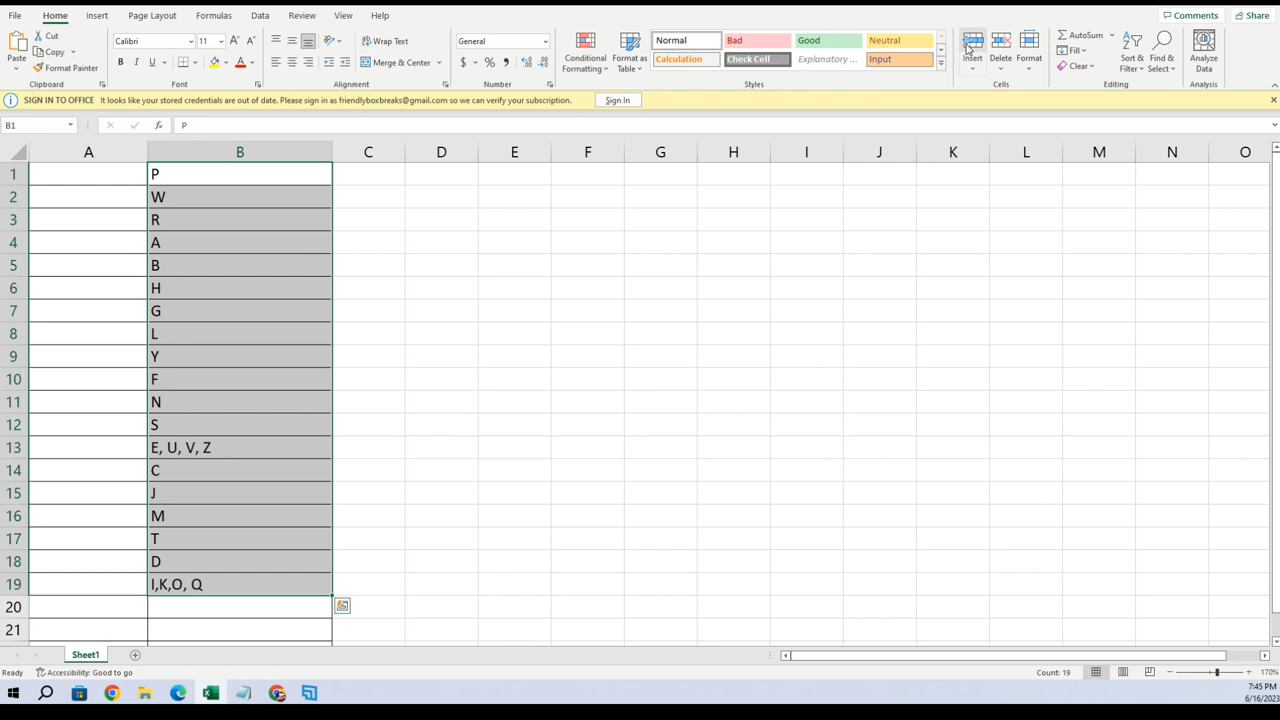 File Home Insert Page Layout Formulas Data Review View Help Comments Share
Paste Cut Copy Format Painter Clipboard
Calibri 11 A A B I U A Font
Wrap Text Merge & Center Alignment
General $ % , Number
Conditional Formatting Format as Table
Normal Bad Good Neutral
Calculation Check Cell Explanatory ... Input
Styles
Insert Delete Format Cells
AutoSum Fill Clear Sort & Filter Find & Select Editing
Analyze Data Analysis
SIGN IN TO OFFICE It looks like your stored credentials are out of date. Please sign in as friendlyboxbreaks@gmail.com so we can verify your subscription. Sign In
B1 fx P
A B C D E F G H I J K L M N O
1 P
2 W
3 R
4 A
5 B
6 H
7 G
8 L
9 Y
10 F
11 N
12 S
13 E, U, V, Z
14 C
15 J
16 M
17 T
18 D
19 I,K,O, Q
20
21
Sheet1
Ready Accessibility: Good to go Count: 19 170%
7:45 PM
6/16/2023